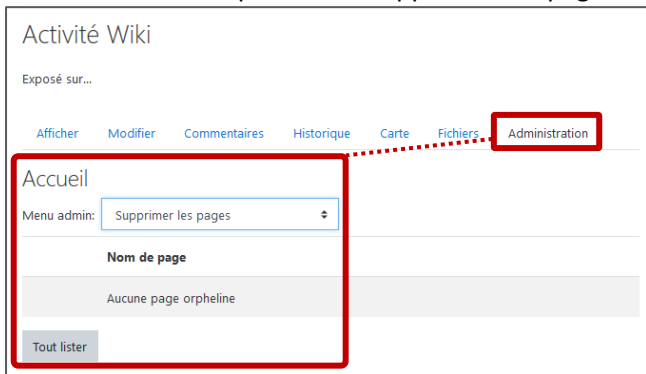 Activité Wiki
Exposé sur...
Afficher Modifier Commentaires Historique Carte Fichiers Administration
Accueil
Menu admin: Supprimer les pages
Nom de page
Aucune page orpheline
Tout lister